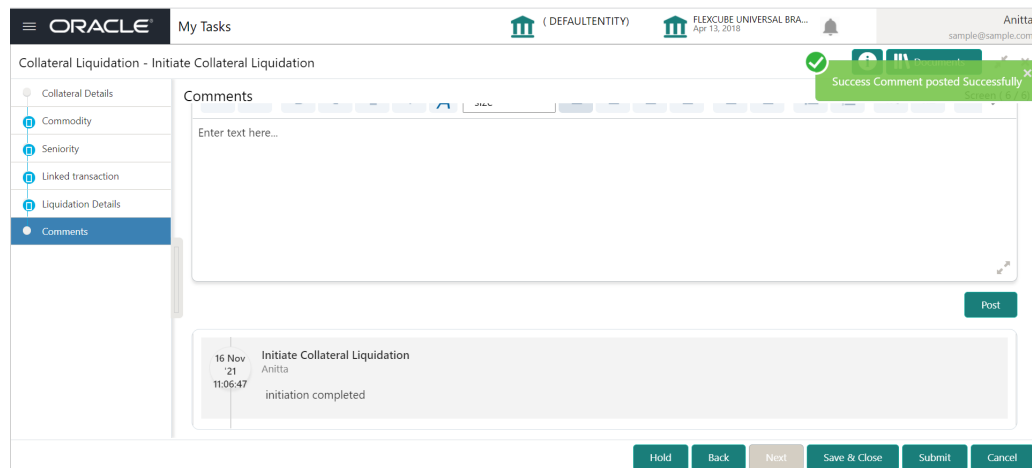 ORACLE
My Tasks
( DEFAULTENTITY)
FLEXCUBE UNIVERSAL BRA...
Apr 13, 2018
Anitta
sample@sample.com
Collateral Liquidation - Initiate Collateral Liquidation
Success Comment posted Successfully
Collateral Details
Commodity
Seniority
Linked transaction
Liquidation Details
Comments
Comments
Enter text here...
Post
16 Nov
'21
11:06:47
Initiate Collateral Liquidation
Anitta
initiation completed
Hold
Back
Next
Save & Close
Submit
Cancel